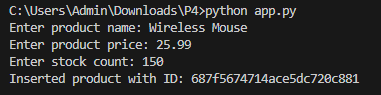 C:\Users\Admin\Downloads\P4>python app.py
Enter product name: Wireless Mouse
Enter product price: 25.99
Enter stock count: 150
Inserted product with ID: 687f5674714ace5dc720c881